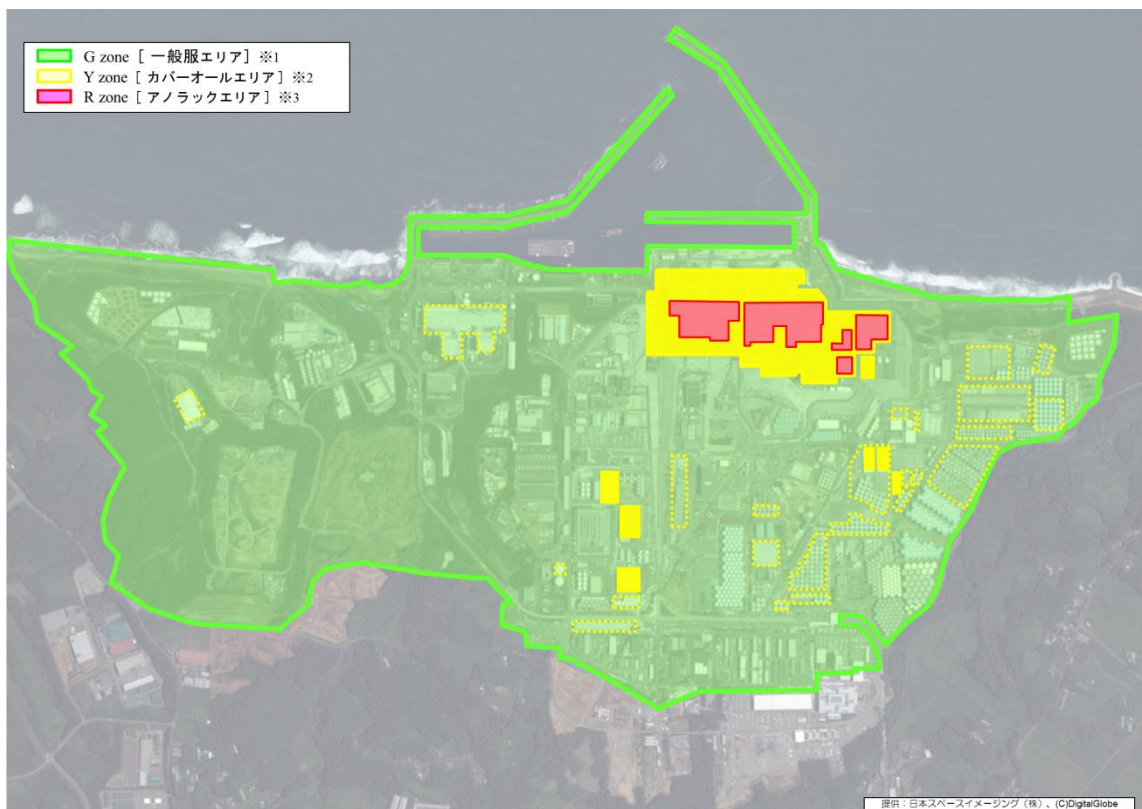 G zone [ 一般服エリア] ※1
Y zone [ カバーオールエリア] ※2
R zone [ アノラックエリア] ※3
提供：日本スペースイメージング（株）、(C)DigitalGlobe